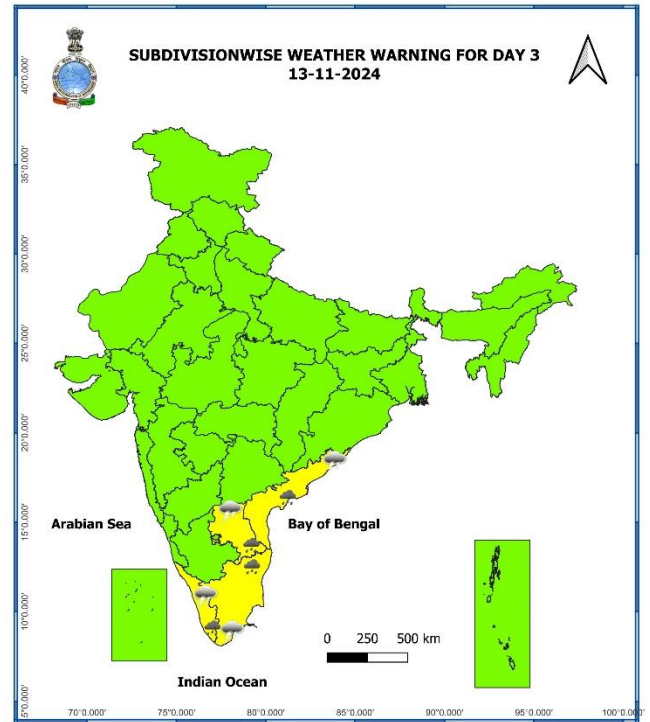 SUBDIVISIONWISE WEATHER WARNING FOR DAY 3
13-11-2024
40°0.000'
35°0.000'
30°0.000'
25°0.000'
20°0.000'
15°0.000'
10°0.000'
5°0.000'
Arabian Sea
Bay of Bengal
0 250 500 km
Indian Ocean
70°0.000' 75°0.000' 80°0.000' 85°0.000' 90°0.000' 95°0.000' 100°0.000'